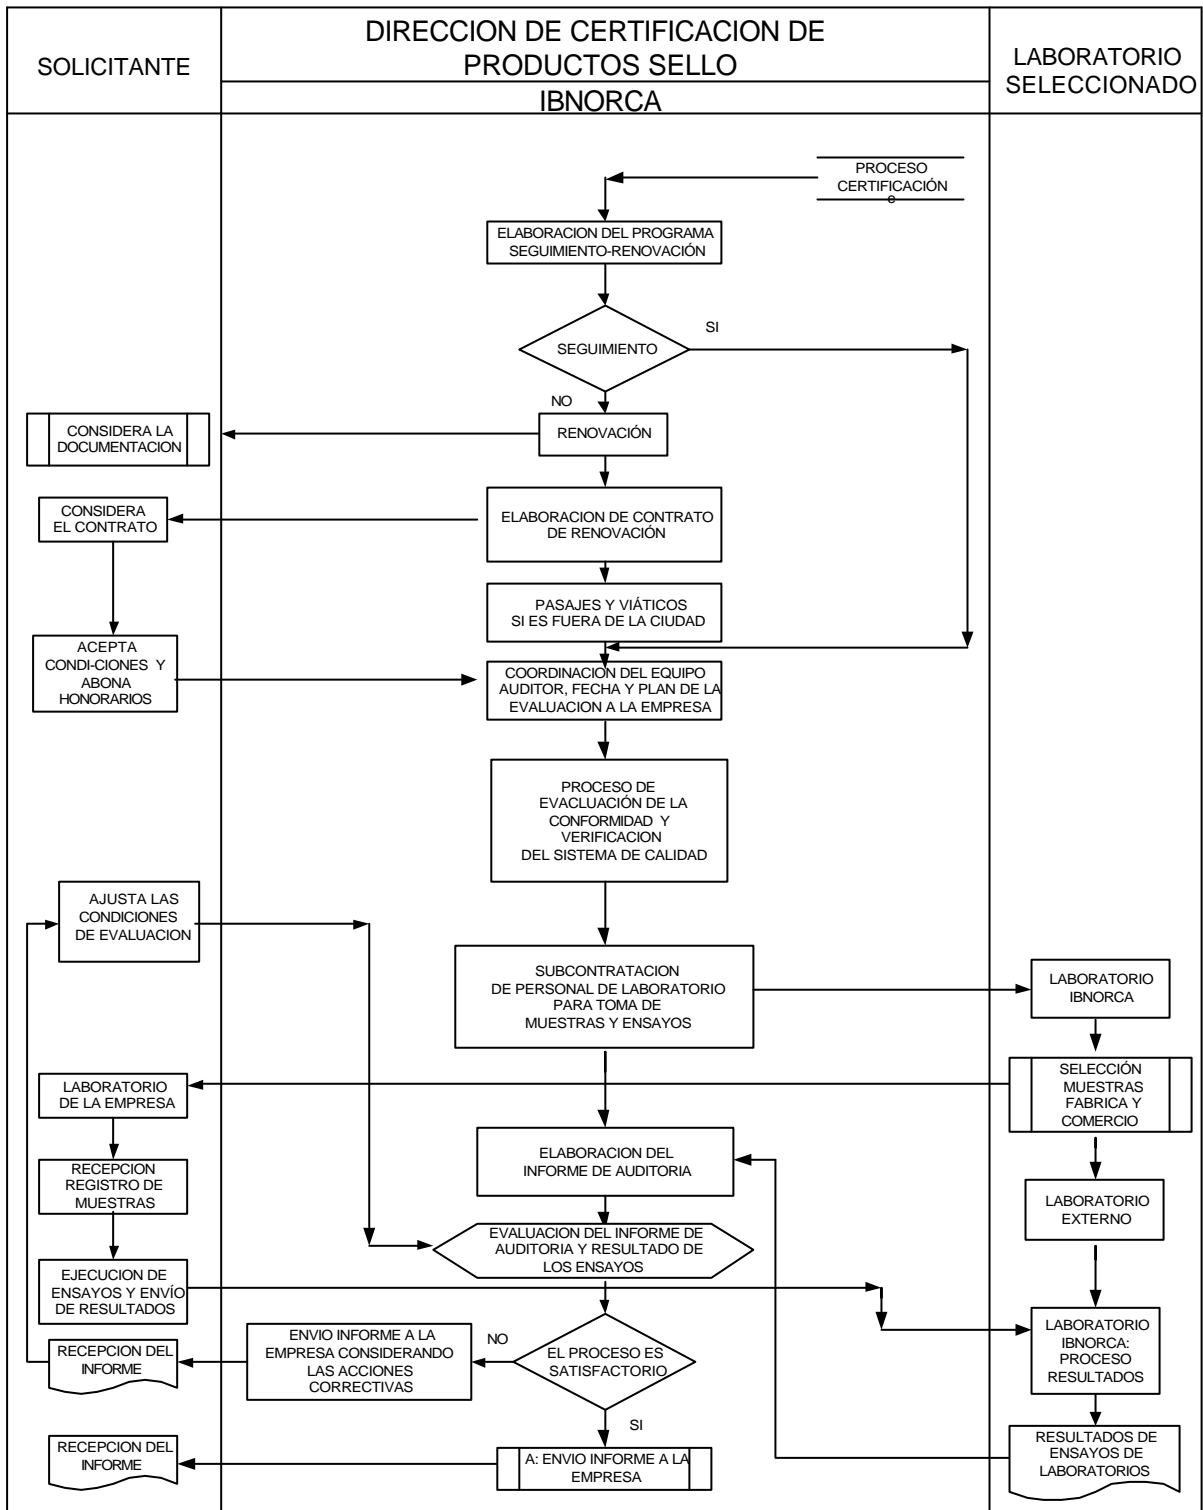 SOLICITANTE
DIRECCION DE CERTIFICACION DE
PRODUCTOS SELLO
IBNORCA
LABORATORIO
SELECCIONADO
PROCESO
CERTIFICACIÓN
e
ELABORACION DEL PROGRAMA
SEGUIMIENTO-RENOVACIÓN
SEGUIMIENTO
SI
NO
RENOVACIÓN
CONSIDERA LA
DOCUMENTACION
ELABORACION DE CONTRATO
DE RENOVACIÓN
CONSIDERA
EL CONTRATO
PASAJES Y VIÁTICOS
SI ES FUERA DE LA CIUDAD
ACEPTA
CONDI-CIONES Y
ABONA
HONORARIOS
COORDINACION DEL EQUIPO
AUDITOR, FECHA Y PLAN DE LA
EVALUACION A LA EMPRESA
PROCESO DE
EVACLUACIÓN DE LA
CONFORMIDAD Y
VERIFICACION
DEL SISTEMA DE CALIDAD
AJUSTA LAS
CONDICIONES
DE EVALUACION
SUBCONTRATACION
DE PERSONAL DE LABORATORIO
PARA TOMA DE
MUESTRAS Y ENSAYOS
LABORATORIO
IBNORCA
SELECCIÓN
MUESTRAS
FABRICA Y
COMERCIO
LABORATORIO
DE LA EMPRESA
ELABORACION DEL
INFORME DE AUDITORIA
RECEPCION
REGISTRO DE
MUESTRAS
LABORATORIO
EXTERNO
EVALUACION DEL INFORME DE
AUDITORIA Y RESULTADO DE
LOS ENSAYOS
EJECUCION DE
ENSAYOS Y ENVÍO
DE RESULTADOS
LABORATORIO
IBNORCA:
PROCESO
RESULTADOS
EL PROCESO ES
SATISFACTORIO
NO
ENVIO INFORME A LA
EMPRESA CONSIDERANDO
LAS ACCIONES
CORRECTIVAS
RECEPCION DEL
INFORME
SI
A: ENVIO INFORME A LA
EMPRESA
RECEPCION DEL
INFORME
RESULTADOS DE
ENSAYOS DE
LABORATORIOS